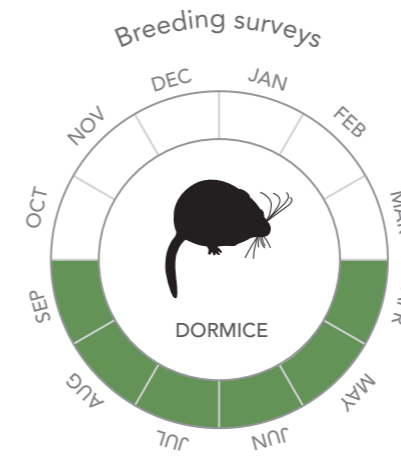 Breeding surveys
JAN
FEB
MAY
JUN
JUL
AUG
SEP
OCT
NOV
DEC
DORMICE